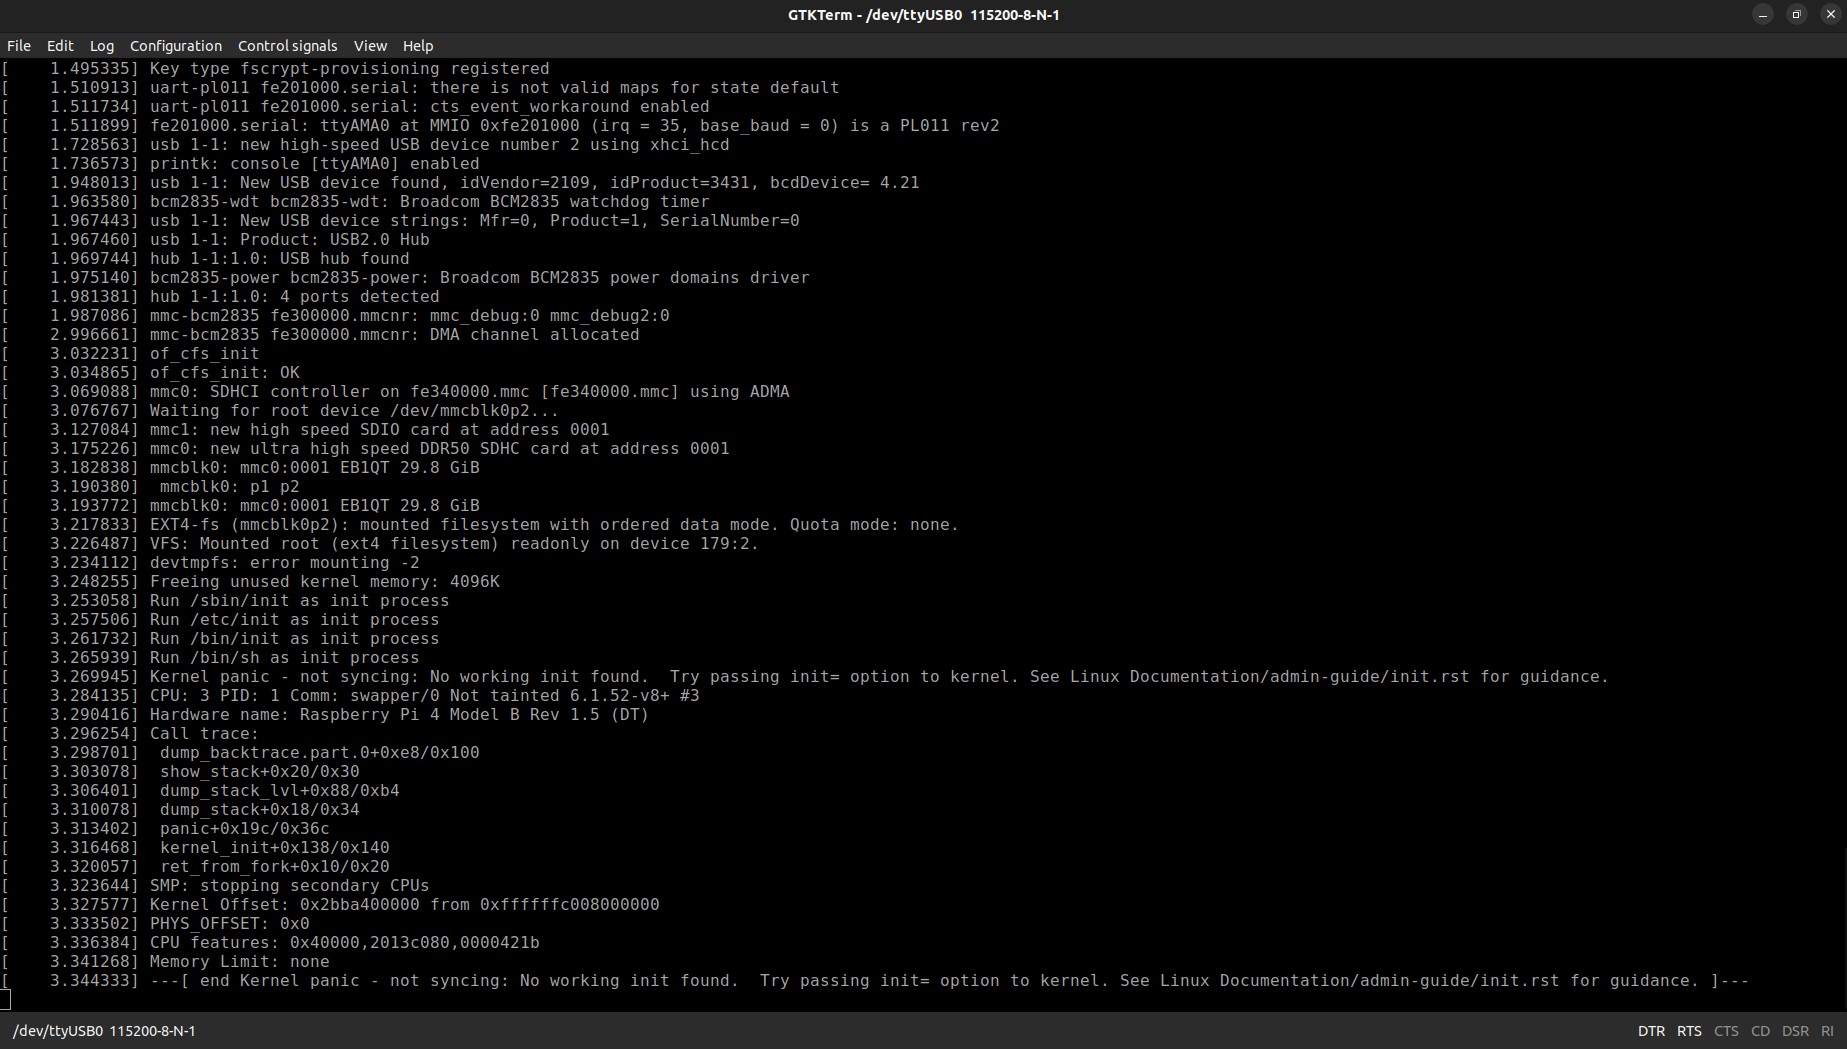 GTKTerm - /dev/ttyUSB0  115200-8-N-1
File Edit Log Configuration Control signals View Help
[    1.495335] Key type fscrypt-provisioning registered
[    1.510913] uart-pl011 fe201000.serial: there is not valid maps for state default
[    1.511734] uart-pl011 fe201000.serial: cts_event_workaround enabled
[    1.511899] fe201000.serial: ttyAMA0 at MMIO 0xfe201000 (irq = 35, base_baud = 0) is a PL011 rev2
[    1.728563] usb 1-1: new high-speed USB device number 2 using xhci_hcd
[    1.736573] printk: console [ttyAMA0] enabled
[    1.948013] usb 1-1: New USB device found, idVendor=2109, idProduct=3431, bcdDevice= 4.21
[    1.963580] bcm2835-wdt bcm2835-wdt: Broadcom BCM2835 watchdog timer
[    1.967443] usb 1-1: New USB device strings: Mfr=0, Product=1, SerialNumber=0
[    1.967460] usb 1-1: Product: USB2.0 Hub
[    1.969744] hub 1-1:1.0: USB hub found
[    1.975140] bcm2835-power bcm2835-power: Broadcom BCM2835 power domains driver
[    1.981381] hub 1-1:1.0: 4 ports detected
[    1.987086] mmc-bcm2835 fe300000.mmcnr: mmc_debug:0 mmc_debug2:0
[    2.996661] mmc-bcm2835 fe300000.mmcnr: DMA channel allocated
[    3.032231] of_cfs_init
[    3.034865] of_cfs_init: OK
[    3.069088] mmc0: SDHCI controller on fe340000.mmc [fe340000.mmc] using ADMA
[    3.076767] Waiting for root device /dev/mmcblk0p2...
[    3.127084] mmc1: new high speed SDIO card at address 0001
[    3.175226] mmc0: new ultra high speed DDR50 SDHC card at address 0001
[    3.182838] mmcblk0: mmc0:0001 EB1QT 29.8 GiB
[    3.190380]  mmcblk0: p1 p2
[    3.193772] mmcblk0: mmc0:0001 EB1QT 29.8 GiB
[    3.217833] EXT4-fs (mmcblk0p2): mounted filesystem with ordered data mode. Quota mode: none.
[    3.226487] VFS: Mounted root (ext4 filesystem) readonly on device 179:2.
[    3.234112] devtmpfs: error mounting -2
[    3.248255] Freeing unused kernel memory: 4096K
[    3.253058] Run /sbin/init as init process
[    3.257506] Run /etc/init as init process
[    3.261732] Run /bin/init as init process
[    3.265939] Run /bin/sh as init process
[    3.269945] Kernel panic - not syncing: No working init found.  Try passing init= option to kernel. See Linux Documentation/admin-guide/init.rst for guidance.
[    3.284135] CPU: 3 PID: 1 Comm: swapper/0 Not tainted 6.1.52-v8+ #3
[    3.290416] Hardware name: Raspberry Pi 4 Model B Rev 1.5 (DT)
[    3.296254] Call trace:
[    3.298701]  dump_backtrace.part.0+0xe8/0x100
[    3.303078]  show_stack+0x20/0x30
[    3.306401]  dump_stack_lvl+0x88/0xb4
[    3.310078]  dump_stack+0x18/0x34
[    3.313402]  panic+0x19c/0x36c
[    3.316468]  kernel_init+0x138/0x140
[    3.320057]  ret_from_fork+0x10/0x20
[    3.323644] SMP: stopping secondary CPUs
[    3.327577] Kernel Offset: 0x2bba400000 from 0xffffffc008000000
[    3.333502] PHYS_OFFSET: 0x0
[    3.336384] CPU features: 0x40000,2013c080,0000421b
[    3.341268] Memory Limit: none
[    3.344333] ---[ end Kernel panic - not syncing: No working init found.  Try passing init= option to kernel. See Linux Documentation/admin-guide/init.rst for guidance. ]---
/dev/ttyUSB0  115200-8-N-1 DTR RTS CTS CD DSR RI